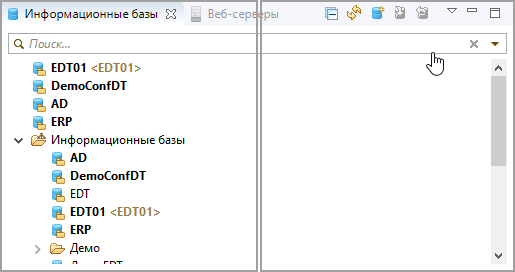 Информационные базы Веб-серверы
Поиск...
EDT01 <EDT01>
DemoConfDT
AD
ERP
Информационные базы
AD
DemoConfDT
EDT
EDT01 <EDT01>
ERP
Демо